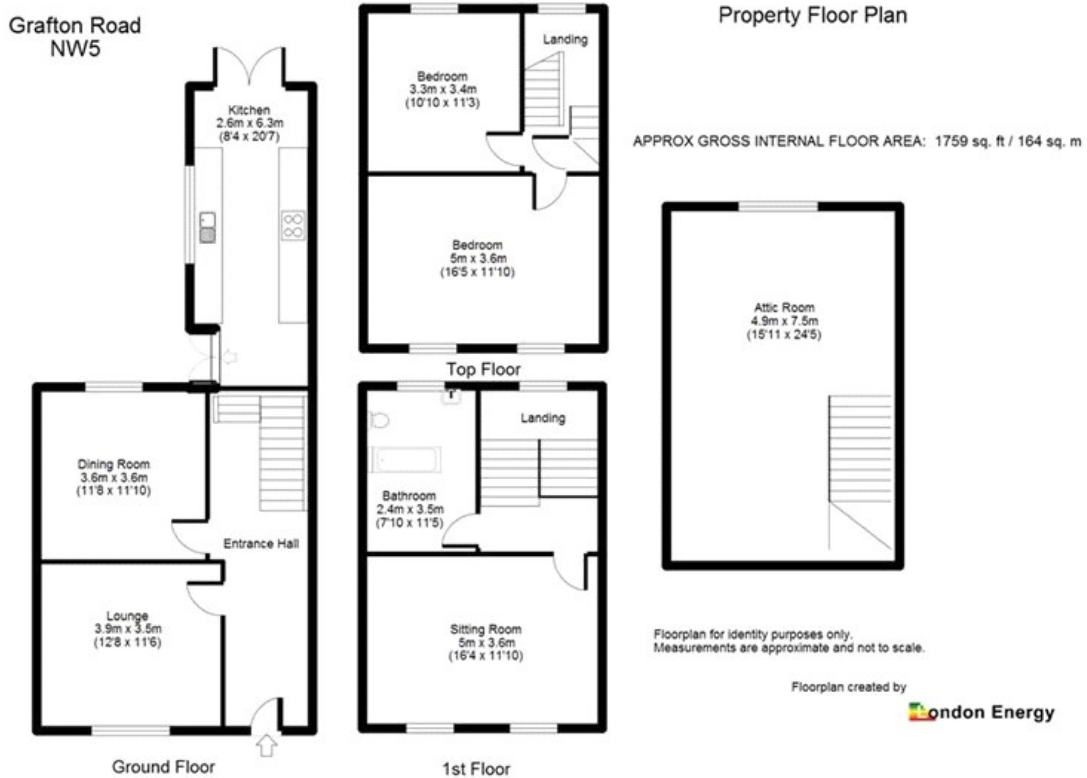 Grafton Road
NW5
Property Floor Plan
APPROX GROSS INTERNAL FLOOR AREA: 1759 sq. ft / 164 sq. m
Kitchen
2.6m x 6.3m
(8'4 x 20'7)
Dining Room
3.6m x 3.6m
(11'8 x 11'10)
Entrance Hall
Lounge
3.9m x 3.5m
(12'8 x 11'6)
Ground Floor
Bedroom
3.3m x 3.4m
(10'10 x 11'3)
Landing
Bedroom
5m x 3.6m
(16'5 x 11'10)
Top Floor
Landing
Bathroom
2.4m x 3.5m
(7'10 x 11'5)
Sitting Room
5m x 3.6m
(16'4 x 11'10)
1st Floor
Attic Room
4.9m x 7.5m
(15'11 x 24'5)
Floorplan for identity purposes only.
Measurements are approximate and not to scale.
Floorplan created by
London Energy